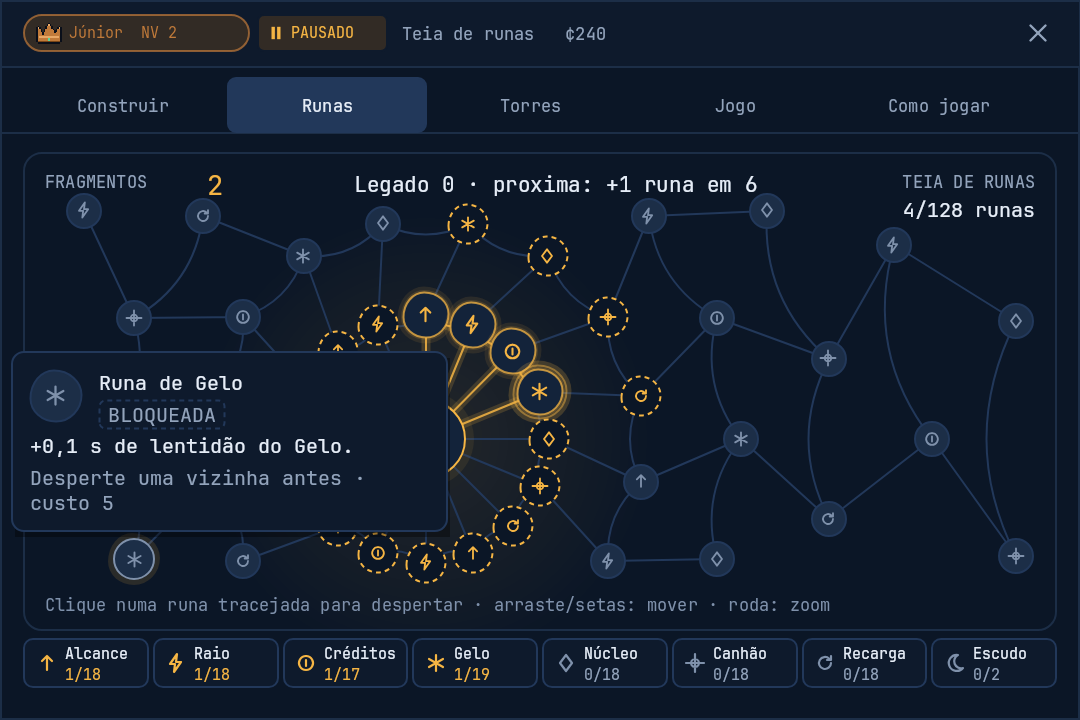 Júnior NV 2
PAUSADO
Teia de runas
¢240
Construir
Runas
Torres
Jogo
Como jogar
FRAGMENTOS
2
Legado 0 · proxima: +1 runa em 6
TEIA DE RUNAS
4/128 runas
Runa de Gelo
BLOQUEADA
+0,1 s de lentidão do Gelo.
Desperte uma vizinha antes ·
custo 5
Clique numa runa tracejada para despertar · arraste/setas: mover · roda: zoom
Alcance
1/18
Raio
1/18
Créditos
1/17
Gelo
1/19
Núcleo
0/18
Canhão
0/18
Recarga
0/18
Escudo
0/2